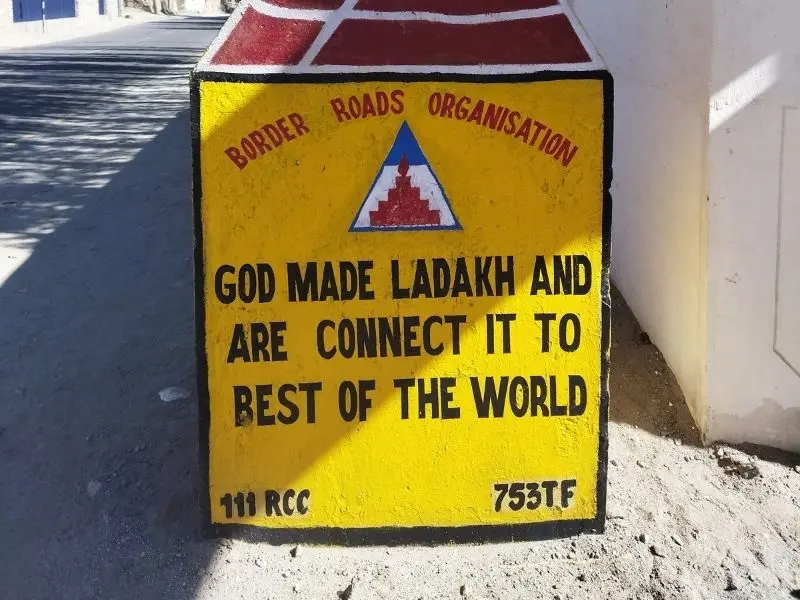 BORDER ROADS ORGANISATION
GOD MADE LADAKH AND
ARE CONNECT IT TO
BEST OF THE WORLD
111 RCC 753TF